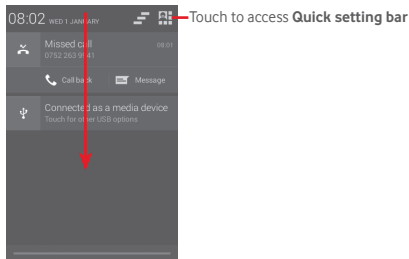 08:02 WED 1 JANUARY
Touch to access Quick setting bar
Missed call 08:01
0752 263 9941
Call back Message
Connected as a media device
Touch for other USB options